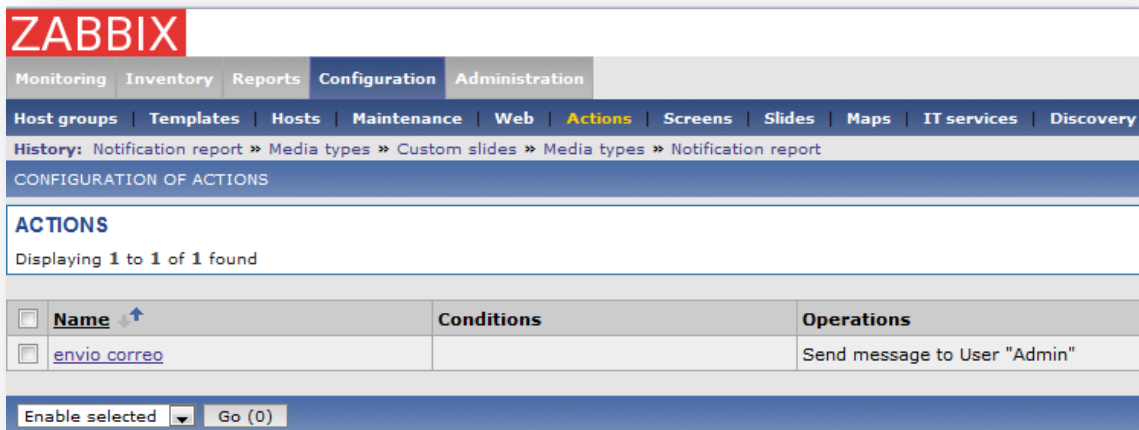 ZABBIX
Monitoring Inventory Reports Configuration Administration
Host groups | Templates | Hosts | Maintenance | Web | Actions | Screens | Slides | Maps | IT services | Discovery
History: Notification report » Media types » Custom slides » Media types » Notification report
CONFIGURATION OF ACTIONS
ACTIONS
Displaying 1 to 1 of 1 found
Name Conditions Operations
envio correo Send message to User "Admin"
Enable selected Go (0)